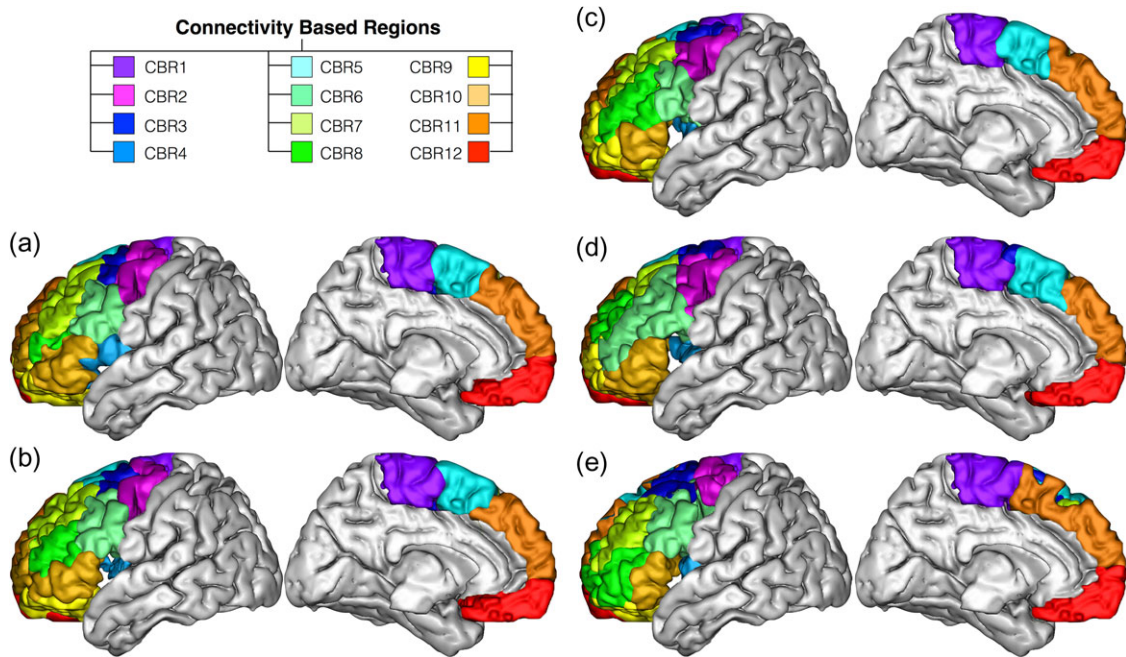 Connectivity Based Regions
CBR1 CBR5 CBR9
CBR2 CBR6 CBR10
CBR3 CBR7 CBR11
CBR4 CBR8 CBR12
(c)
(a)
(d)
(b)
(e)